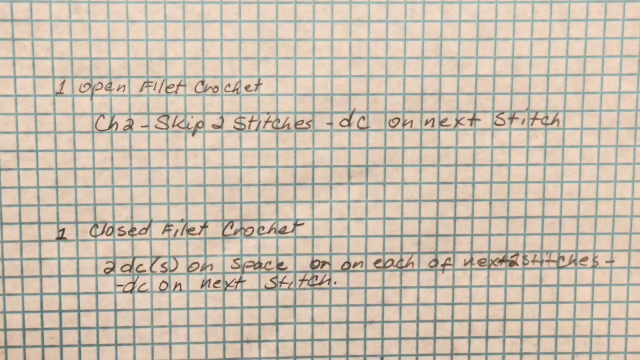 1 Open Filet Crochet
Ch2 - Skip 2 Stitches - dc on next Stitch
1 Closed Filet Crochet
2dc(s) on Space or on each of next 2 stitches -
-dc on next Stitch.